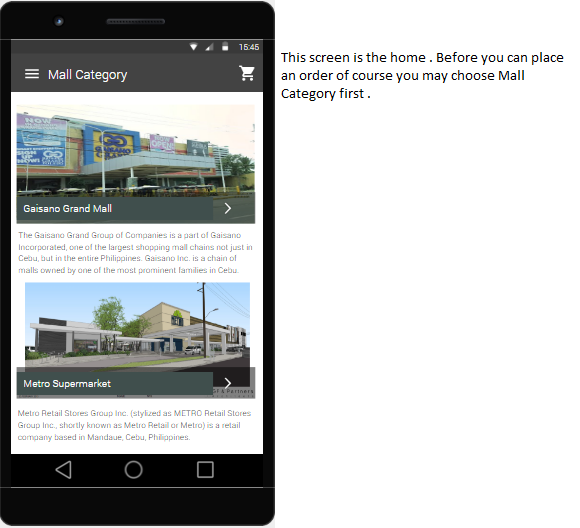 15:45
Mall Category
NOW
OPEN
GAISANO
GRAND
Gaisano Grand Mall
The Gaisano Grand Group of Companies is a part of Gaisano
Incorporated, one of the largest shopping mall chains not just in
Cebu, but in the entire Philippines. Gaisano Inc. is a chain of
malls owned by one of the most prominent families in Cebu.
& Partners
Metro Supermarket
Metro Retail Stores Group Inc. (stylized as METRO Retail Stores
Group Inc., shortly known as Metro Retail or Metro) is a retail
company based in Mandaue, Cebu, Philippines.
This screen is the home . Before you can place
an order of course you may choose Mall
Category first .